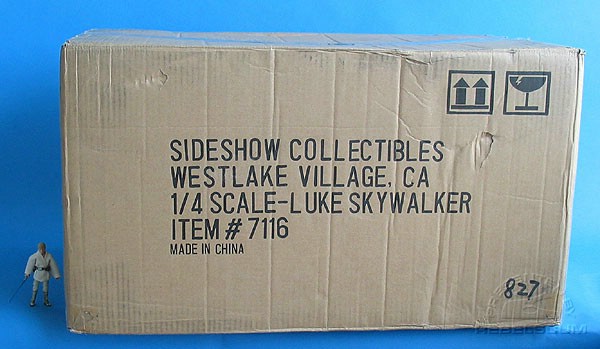 SIDESHOW COLLECTIBLES
WESTLAKE VILLAGE, CA
1/4 SCALE-LUKE SKYWALKER
ITEM # 7116
MADE IN CHINA
827